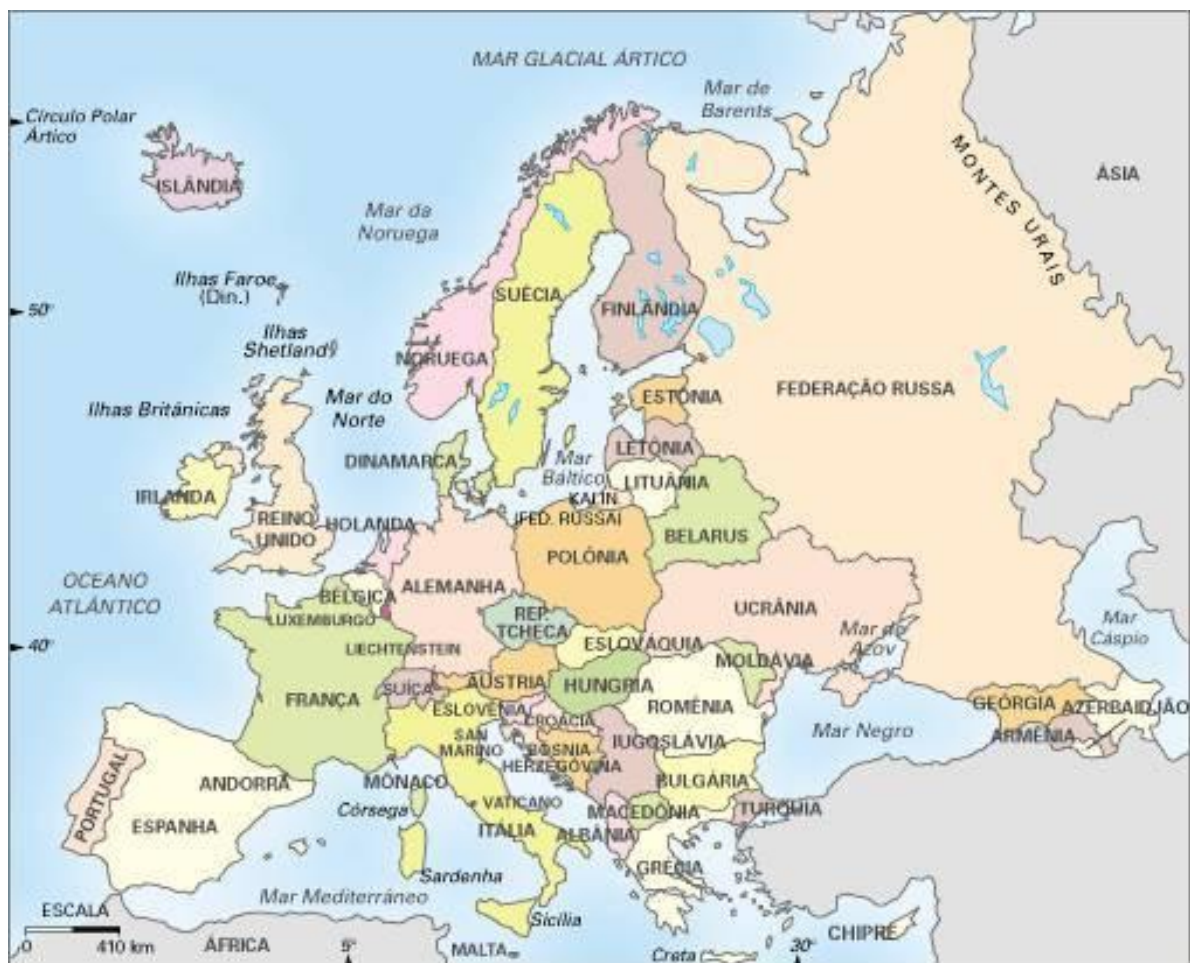 MAR GLACIAL ÁRTICO
Mar de
Barents
Círculo Polar
Ártico
ISLÂNDIA
MONTES URAIS
ÁSIA
Mar da
Noruega
Ilhas Faroe
(Din.)
SUÉCIA
50°
FINLÂNDIA
Ilhas
Shetland
NORUEGA
FEDERAÇÃO RUSSA
Mar do
Norte
ESTÔNIA
Ilhas Britânicas
LETÔNIA
DINAMARCA
Mar
Báltico
LITUÂNIA
IRLANDA
KALIN
(FED. RUSSA)
REINO
UNIDO
HOLANDA
BELARUS
POLÔNIA
OCEANO
ATLÂNTICO
ALEMANHA
BÉLGICA
UCRÂNIA
LUXEMBURGO
REP.
TCHECA
Mar
Cáspio
Mar de
Azov
40°
LIECHTENSTEIN
ESLOVÁQUIA
MOLDÁVIA
ÁUSTRIA
HUNGRIA
SUÍÇA
FRANÇA
ROMÊNIA
GEÓRGIA
AZERBAIDJÃO
ESLOVÊNIA
CROÁCIA
Mar Negro
ARMÊNIA
SAN
MARINO
IUGOSLÁVIA
BÓSNIA
HERZEGÓVINA
ANDORRA
MÔNACO
BULGÁRIA
PORTUGAL
Córsega
VATICANO
MACEDÔNIA
TURQUIA
ESPANHA
ITÁLIA
ALBÂNIA
GRÉCIA
Sardenha
Mar Mediterrâneo
ESCALA
0 410 km
Sicília
CHIPRE
ÁFRICA
5°
MALTA
Creta
30°